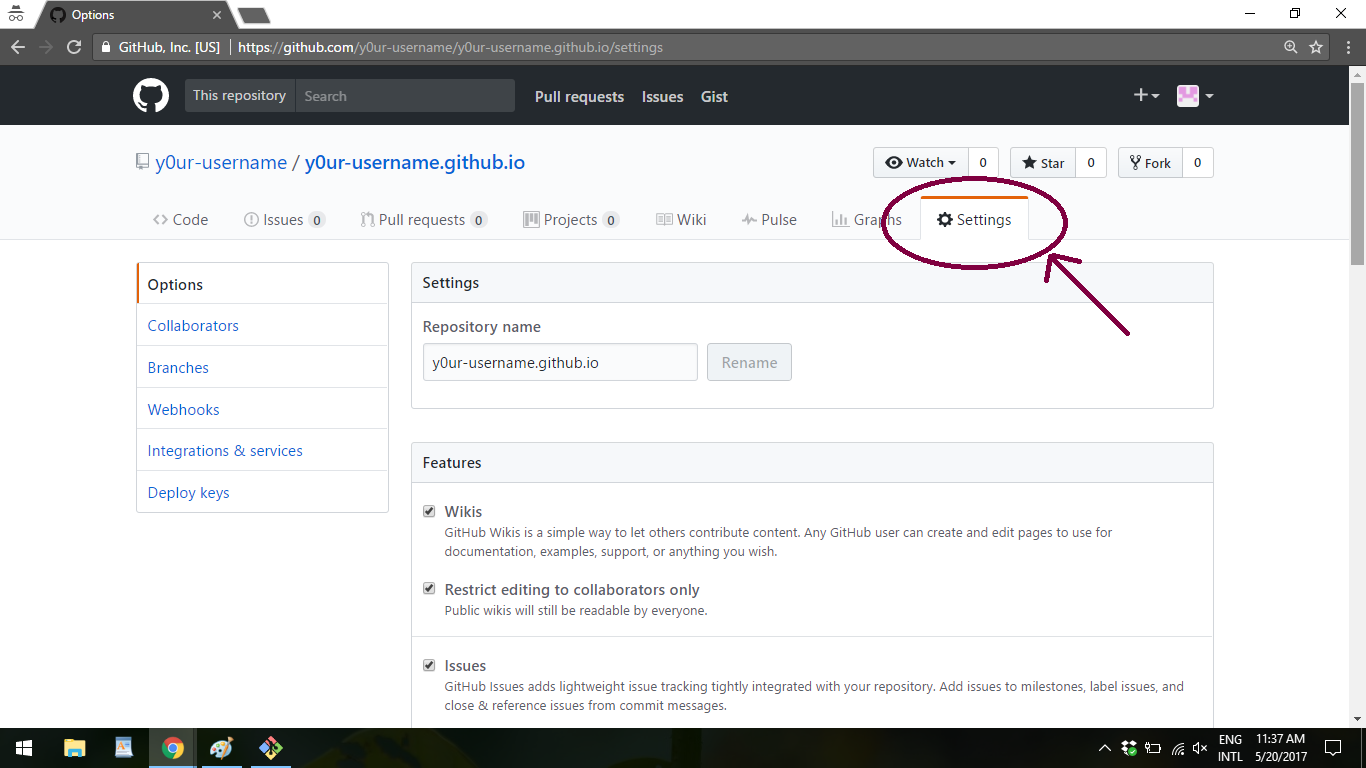 Options
GitHub, Inc. [US] https://github.com/y0ur-username/y0ur-username.github.io/settings
This repository Search Pull requests Issues Gist
y0ur-username / y0ur-username.github.io Watch 0 Star 0 Fork 0
Code Issues 0 Pull requests 0 Projects 0 Wiki Pulse Graphs Settings
Options
Collaborators
Branches
Webhooks
Integrations & services
Deploy keys
Settings
Repository name
y0ur-username.github.io Rename
Features
Wikis
GitHub Wikis is a simple way to let others contribute content. Any GitHub user can create and edit pages to use for
documentation, examples, support, or anything you wish.
Restrict editing to collaborators only
Public wikis will still be readable by everyone.
Issues
GitHub Issues adds lightweight issue tracking tightly integrated with your repository. Add issues to milestones, label issues, and
close & reference issues from commit messages.
ENG 11:37 AM
INTL 5/20/2017